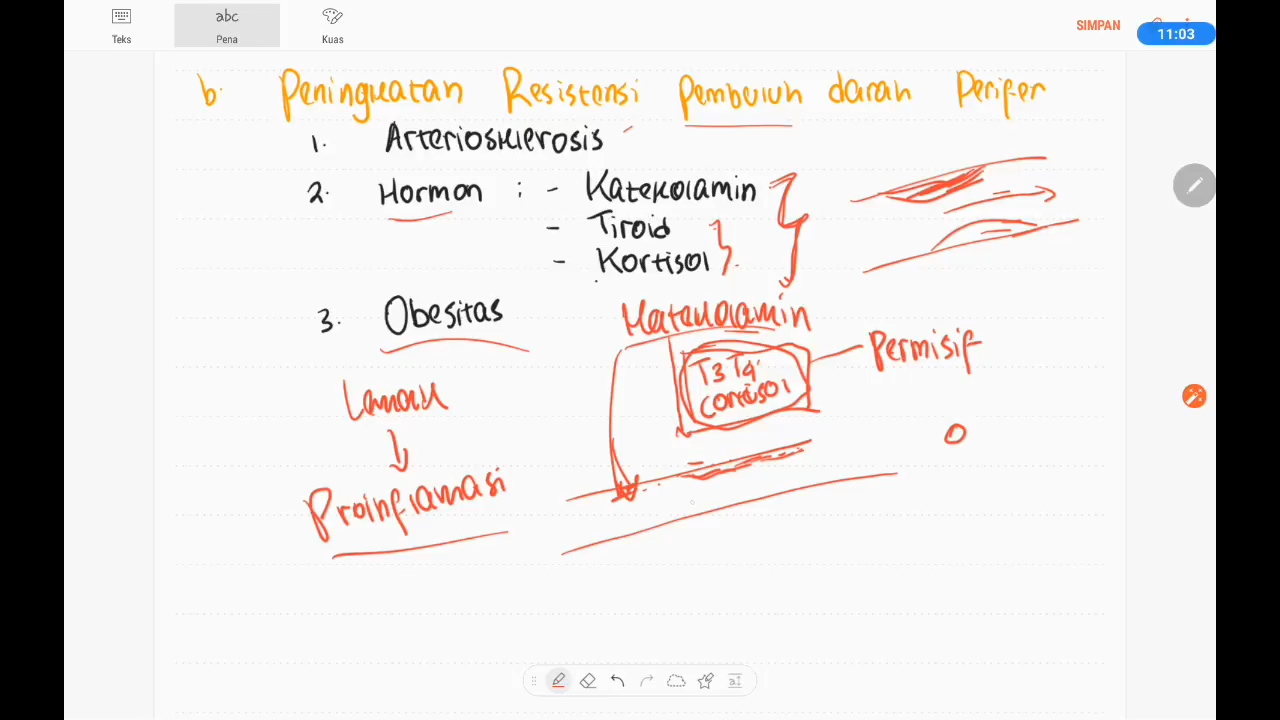 Teks
abc
Pena
Kuas
SIMPAN
11:03
b. Peningkatan Resistensi Pembuluh darah Perifer
1. Arteriosklerosis
2. Hormon : - Katekolamin
- Tiroid
- Kortisol
3. Obesitas
Katekolamin
T3 T4
Cortisol
Permisif
Lemak
Proinflamasi